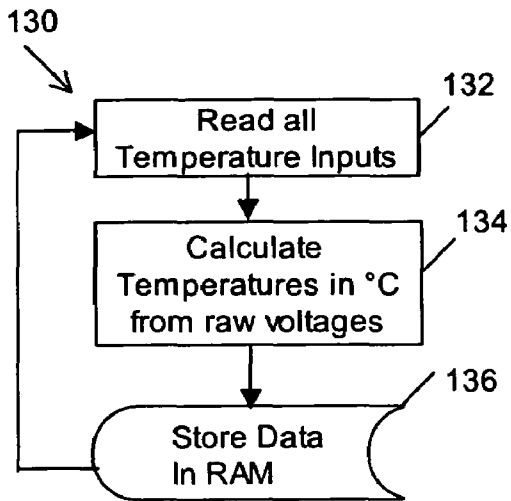 130
132
Read all
Temperature Inputs
134
Calculate
Temperatures in °C
from raw voltages
136
Store Data
In RAM